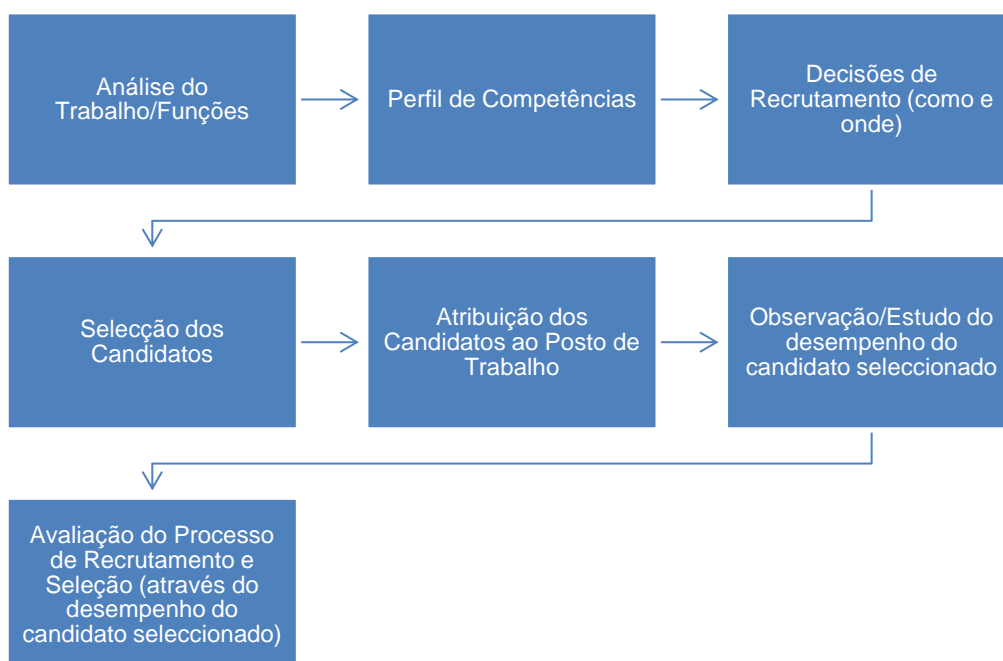 Análise do
Trabalho/Funções
Perfil de Competências
Decisões de
Recrutamento (como e
onde)
Selecção dos
Candidatos
Atribuição dos
Candidatos ao Posto de
Trabalho
Observação/Estudo do
desempenho do
candidato seleccionado
Avaliação do Processo
de Recrutamento e
Seleção (através do
desempenho do
candidato seleccionado)